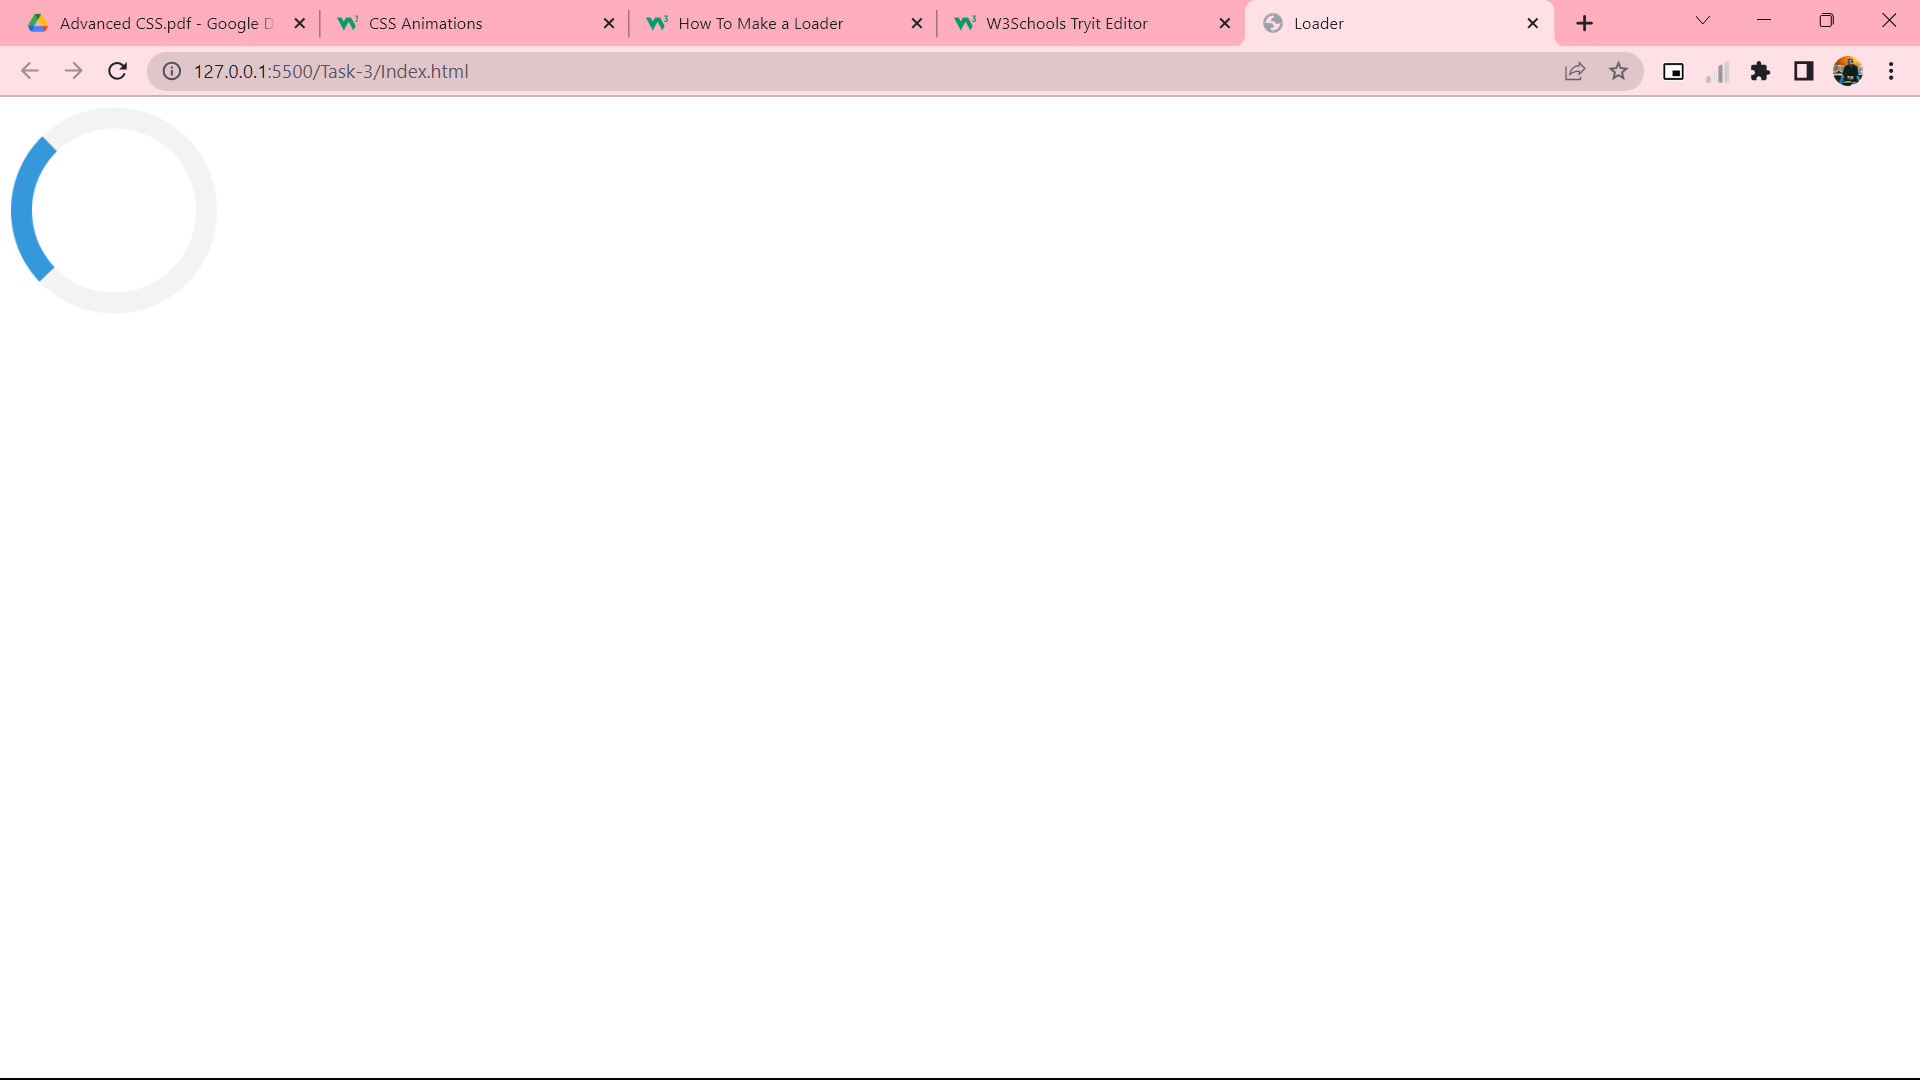 Advanced CSS.pdf - Google D
CSS Animations
How To Make a Loader
W3Schools Tryit Editor
Loader
127.0.0.1:5500/Task-3/Index.html